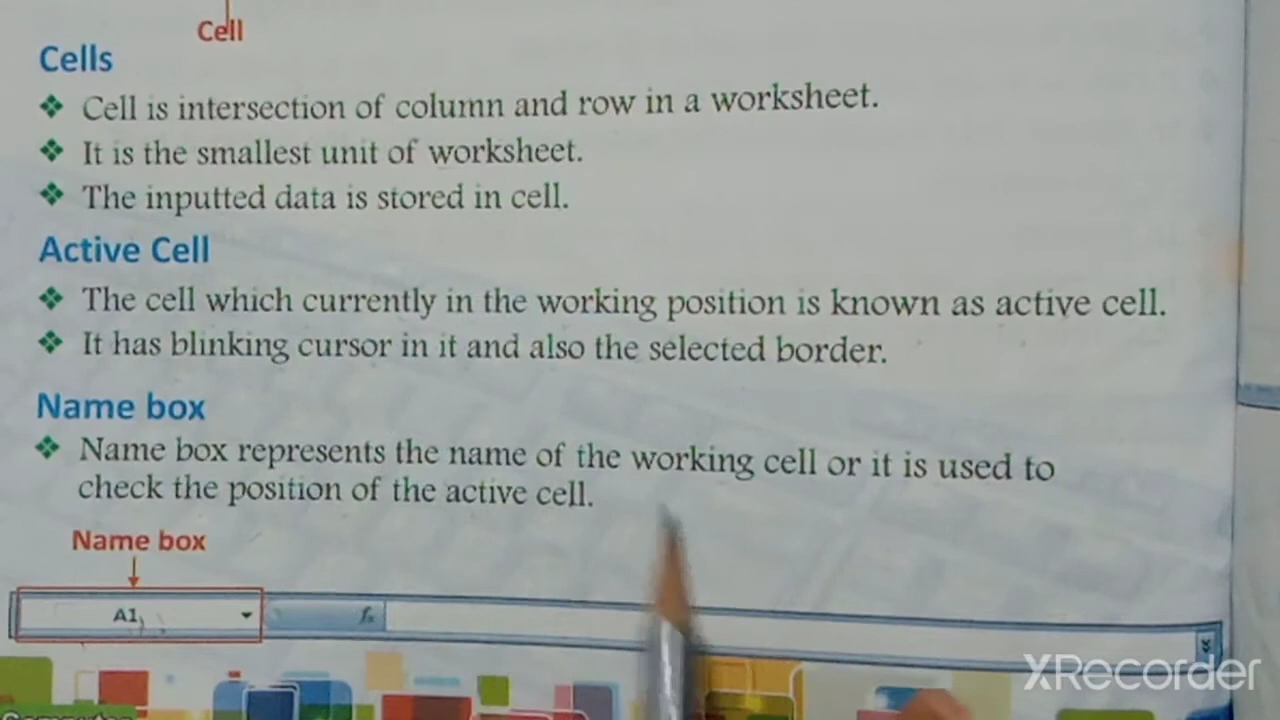 Cell
Cells
❖ Cell is intersection of column and row in a worksheet.
❖ It is the smallest unit of worksheet.
❖ The inputted data is stored in cell.
Active Cell
❖ The cell which currently in the working position is known as active cell.
❖ It has blinking cursor in it and also the selected border.
Name box
❖ Name box represents the name of the working cell or it is used to
check the position of the active cell.
Name box
A1
fx
XRecorder
Computer